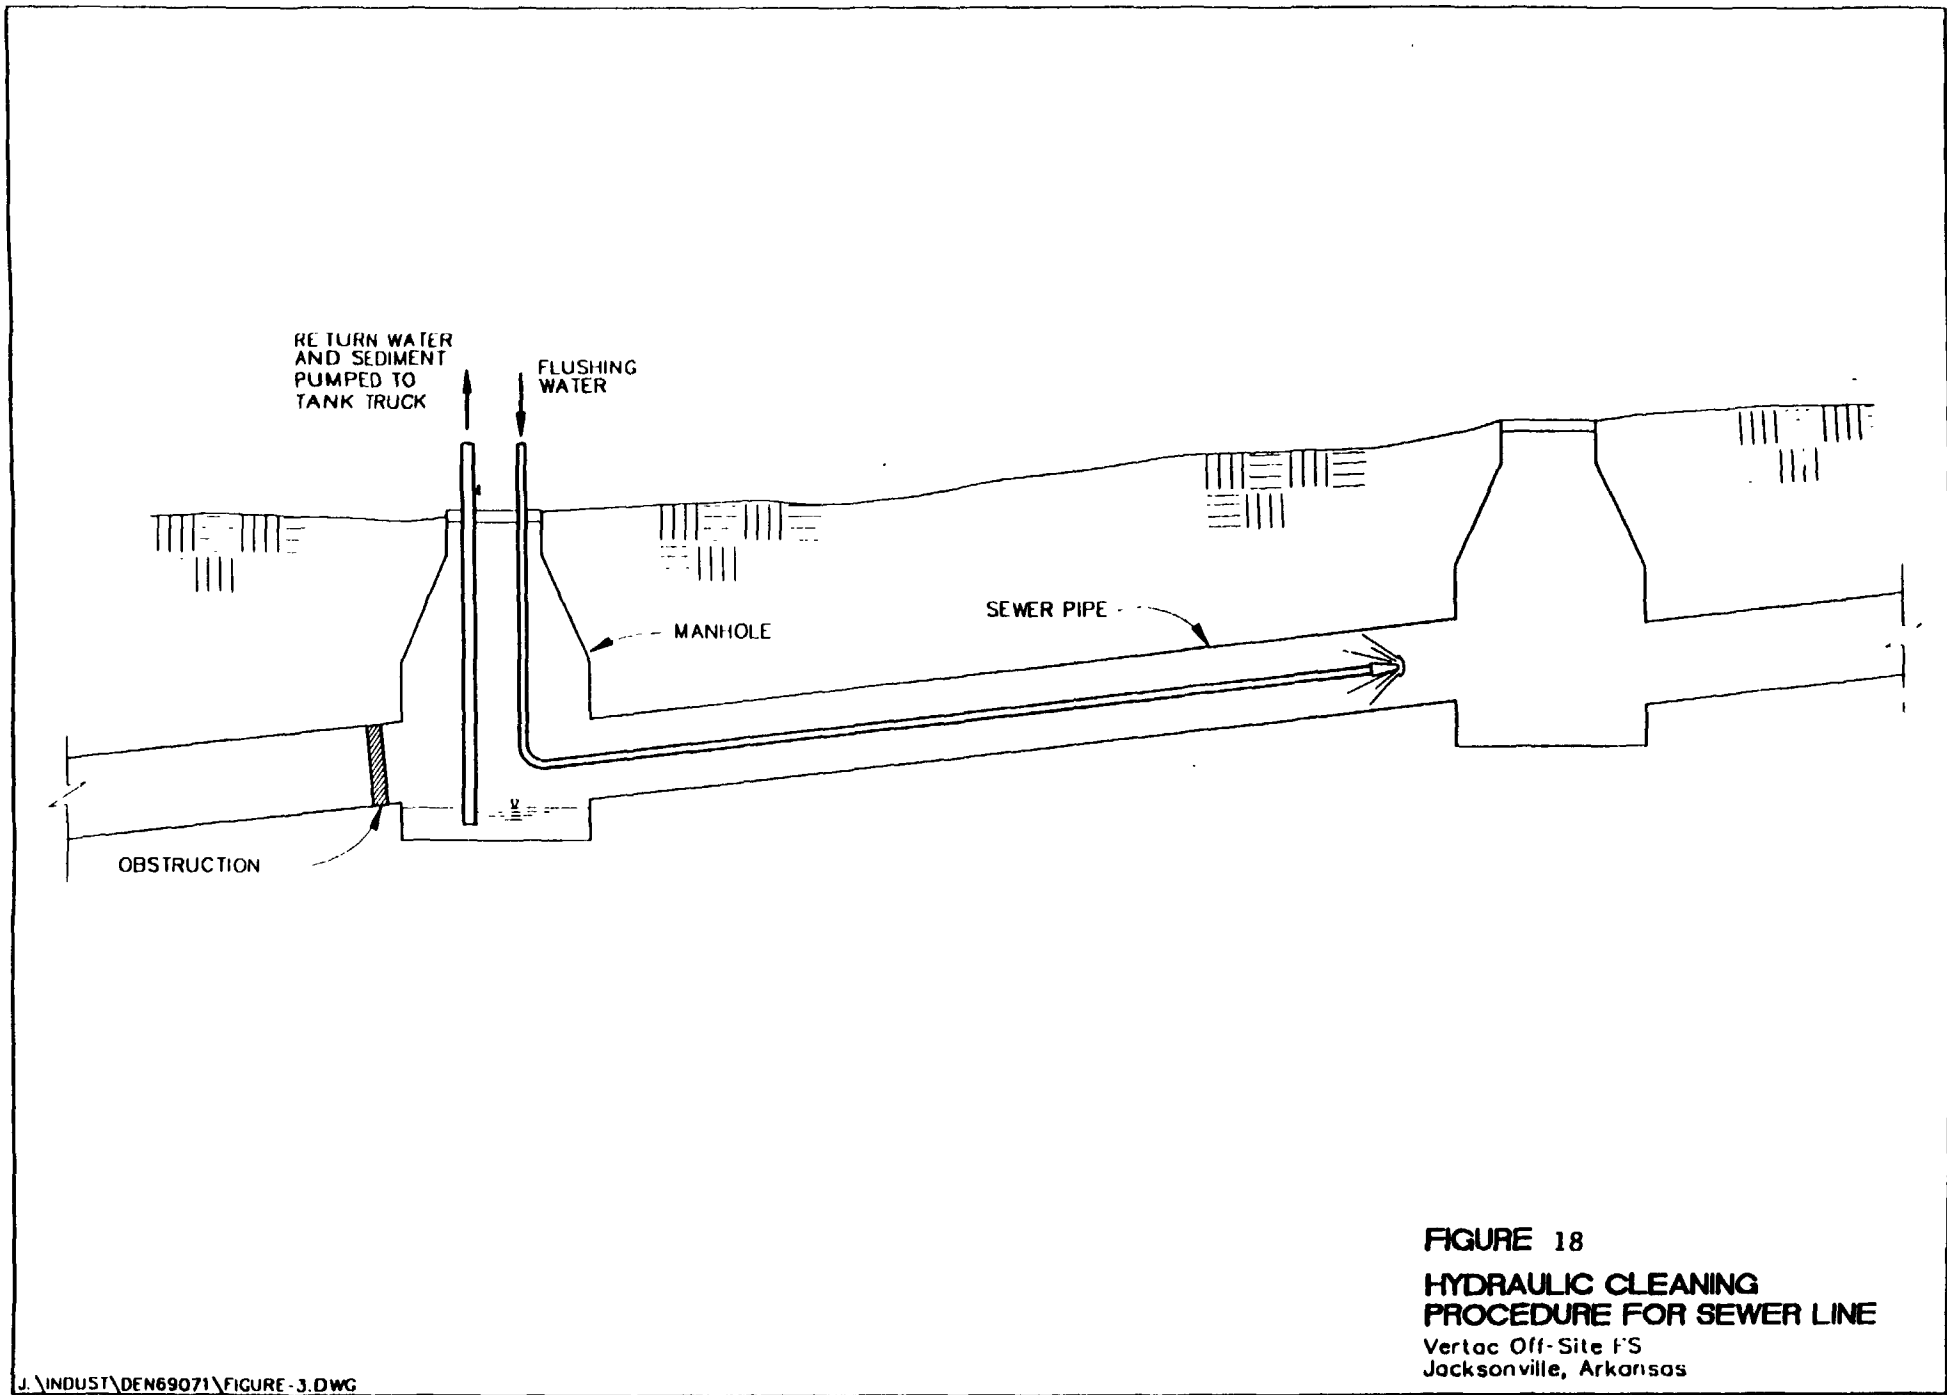 RETURN WATER
AND SEDIMENT
PUMPED TO
TANK TRUCK
FLUSHING
WATER
MANHOLE
SEWER PIPE
OBSTRUCTION
FIGURE 18
HYDRAULIC CLEANING
PROCEDURE FOR SEWER LINE
Vertac Off-Site FS
Jacksonville, Arkansas
J:\INDUST\DEN69071\FIGURE-3.DWG